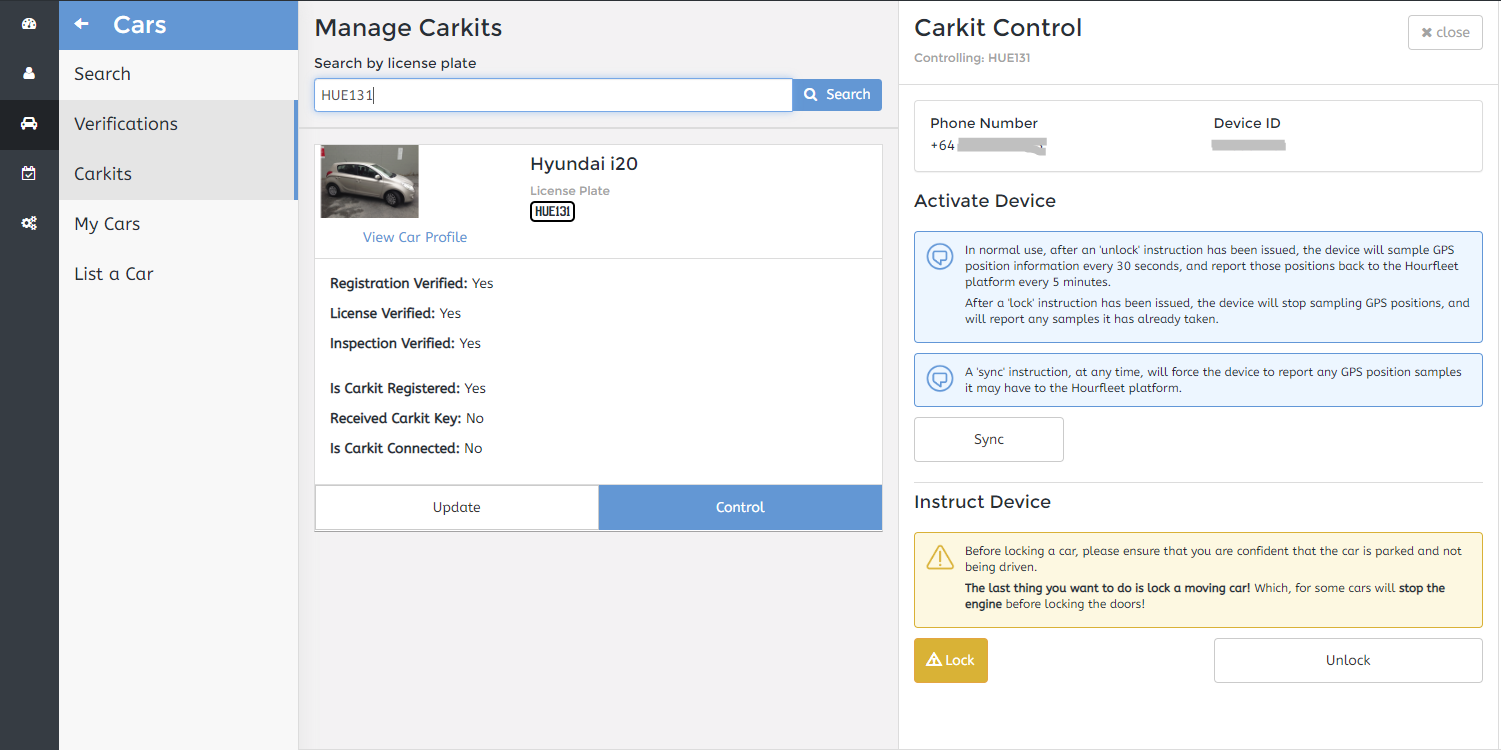 Cars
Search
Verifications
Carkits
My Cars
List a Car
Manage Carkits
Search by license plate
HUE131
Search
Hyundai i20
License Plate
HUE131
View Car Profile
Registration Verified: Yes
License Verified: Yes
Inspection Verified: Yes
Is Carkit Registered: Yes
Received Carkit Key: No
Is Carkit Connected: No
Update
Control
Carkit Control
close
Controlling: HUE131
Phone Number
+64
Device ID
Activate Device
In normal use, after an 'unlock' instruction has been issued, the device will sample GPS
position information every 30 seconds, and report those positions back to the Hourfleet
platform every 5 minutes.
After a 'lock' instruction has been issued, the device will stop sampling GPS positions, and
will report any samples it has already taken.
A 'sync' instruction, at any time, will force the device to report any GPS position samples
it may have to the Hourfleet platform.
Sync
Instruct Device
Before locking a car, please ensure that you are confident that the car is parked and not
being driven.
The last thing you want to do is lock a moving car! Which, for some cars will stop the
engine before locking the doors!
Lock
Unlock